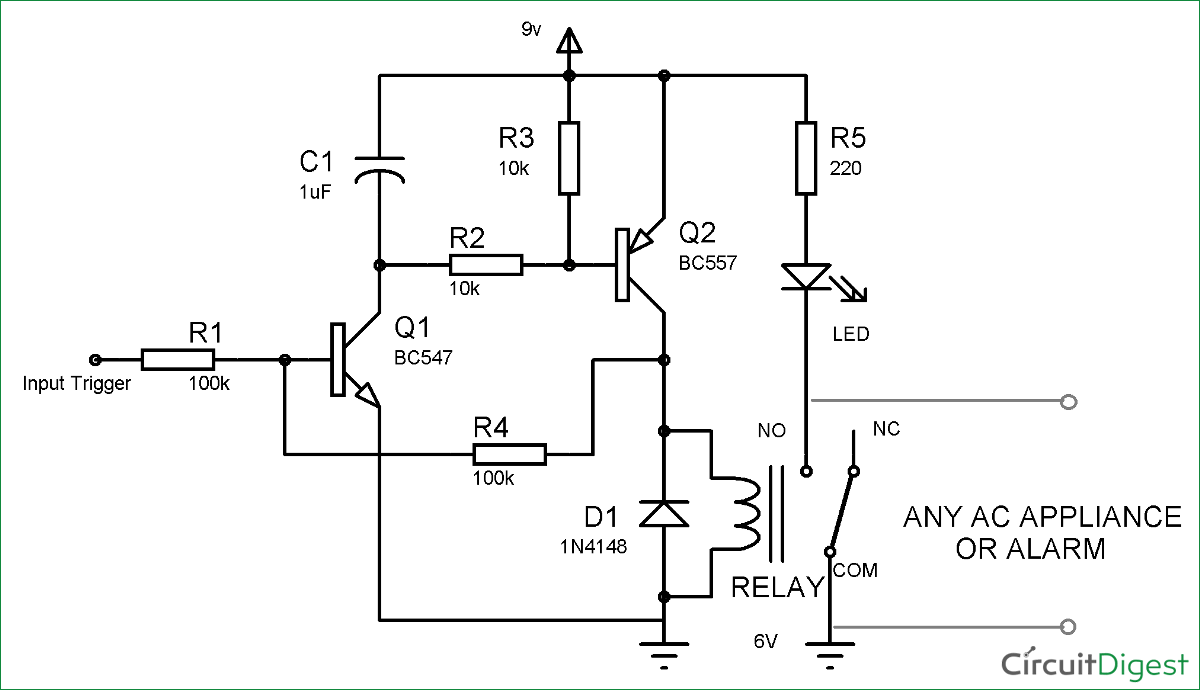 9v
C1
1uF
R3
10k
R5
220
R2
10k
Q2
BC557
R1
100k
Q1
BC547
LED
Input Trigger
R4
100k
NO
NC
D1
1N4148
RELAY
6V
COM
ANY AC APPLIANCE
OR ALARM
CircuitDigest